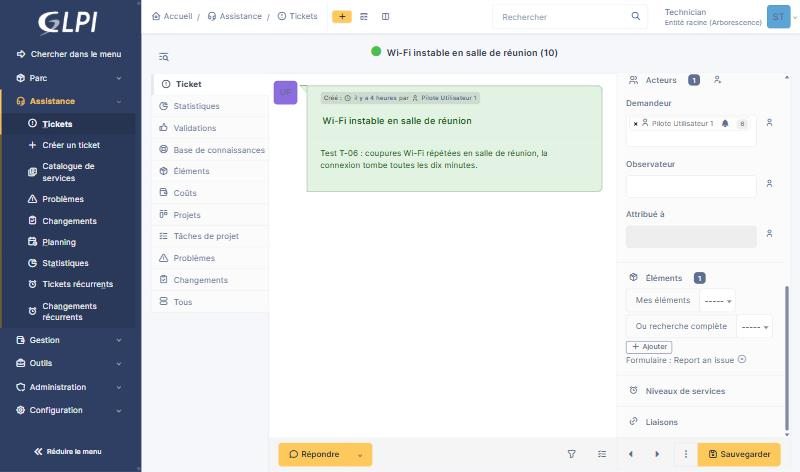 GLPI
Chercher dans le menu
Parc
Assistance
Tickets
Créer un ticket
Catalogue de
services
Problèmes
Changements
Planning
Statistiques
Tickets récurrents
Changements
récurrents
Gestion
Outils
Administration
Configuration
Réduire le menu
Accueil / Assistance / Tickets
Rechercher
Technician
Entité racine (Arborescence)
ST
Wi-Fi instable en salle de réunion (10)
Ticket
Statistiques
Validations
Base de connaissances
Éléments
Coûts
Projets
Tâches de projet
Problèmes
Changements
Tous
UP
Créé : il y a 4 heures par Pilote Utilisateur 1
Wi-Fi instable en salle de réunion
Test T-06 : coupures Wi-Fi répétées en salle de réunion, la
connexion tombe toutes les dix minutes.
Répondre
Acteurs 1
Demandeur
× Pilote Utilisateur 1 6
Observateur
Attribué à
Éléments 1
Mes éléments -----
Ou recherche complète -----
+ Ajouter
Formulaire : Report an issue
Niveaux de services
Liaisons
Sauvegarder